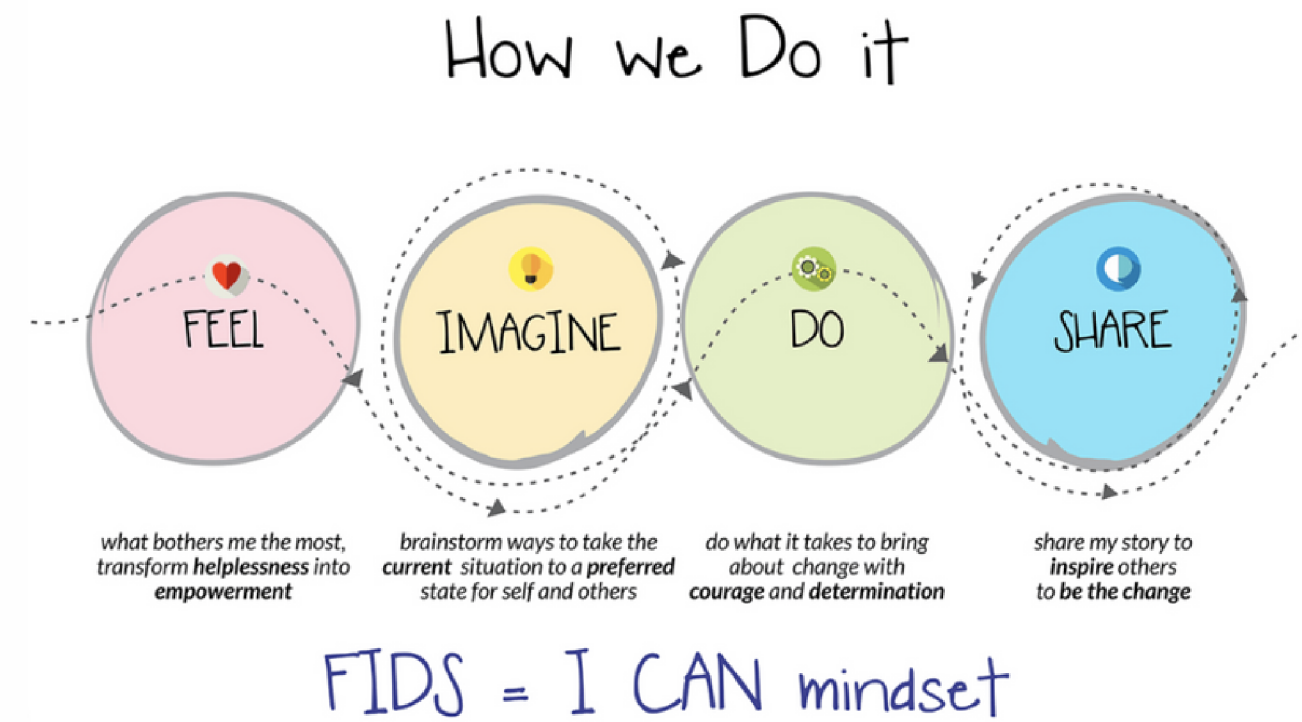 How we Do it
FEEL
IMAGINE
DO
SHARE
what bothers me the most,
transform helplessness into
empowerment
brainstorm ways to take the
current situation to a preferred
state for self and others
do what it takes to bring
about change with
courage and determination
share my story to
inspire others
to be the change
FIDS = I CAN mindset